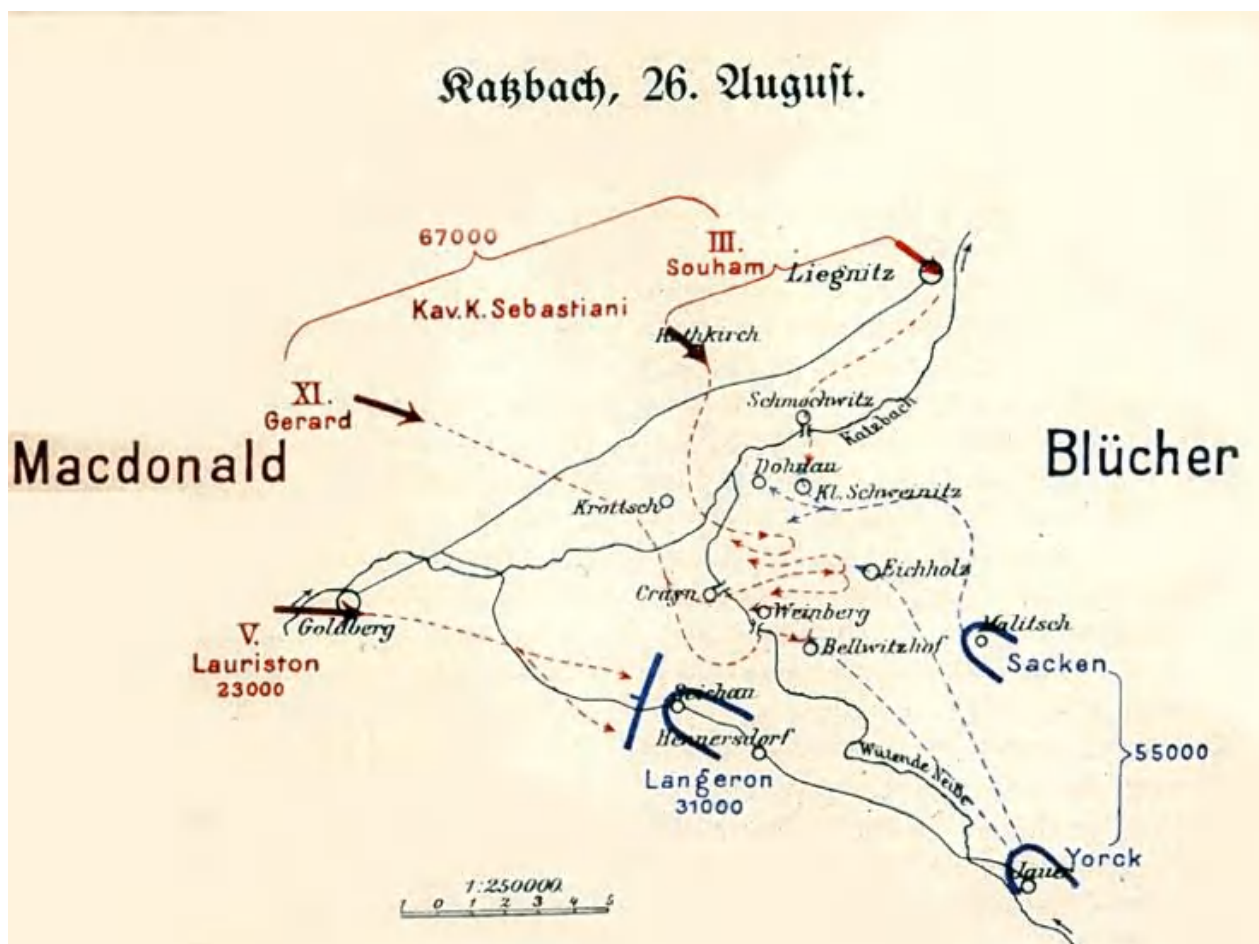 Katzbach, 26. August.
67000
III.
Souham
Liegnitz
Kav. K. Sebastiani
Rothkirch
XI.
Gerard
Schmochwitz
Katzbach
Macdonald
Blücher
Dohnau
Kl. Schweinitz
Krottsch
Eichholz
Crayn
Weinberg
Goldberg
Malitsch
Bellwitzhof
V.
Lauriston
23000
Sacken
Seichau
Hennersdorf
55000
Langeron
31000
Wütende Neiße
Yorck
Jauer
1:250000.
1 0 1 2 3 4 5